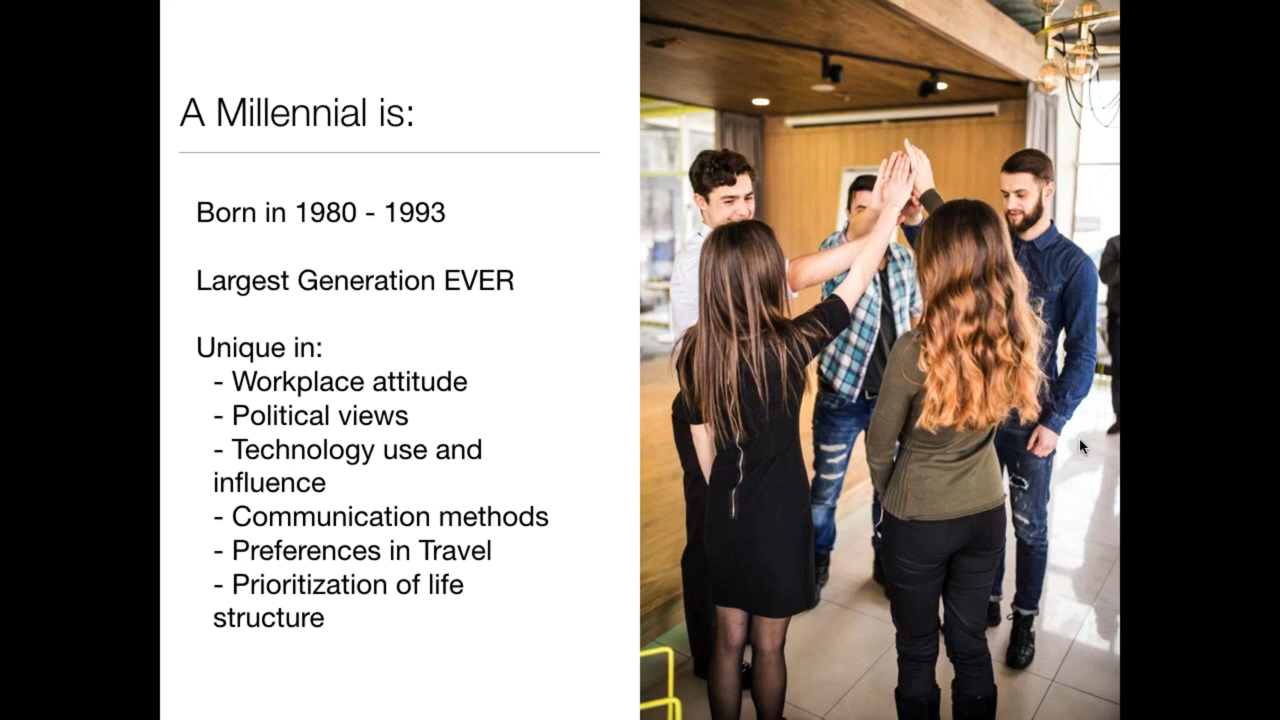 A Millennial is:
Born in 1980 - 1993
Largest Generation EVER
Unique in:
- Workplace attitude
- Political views
- Technology use and
influence
- Communication methods
- Preferences in Travel
- Prioritization of life
structure